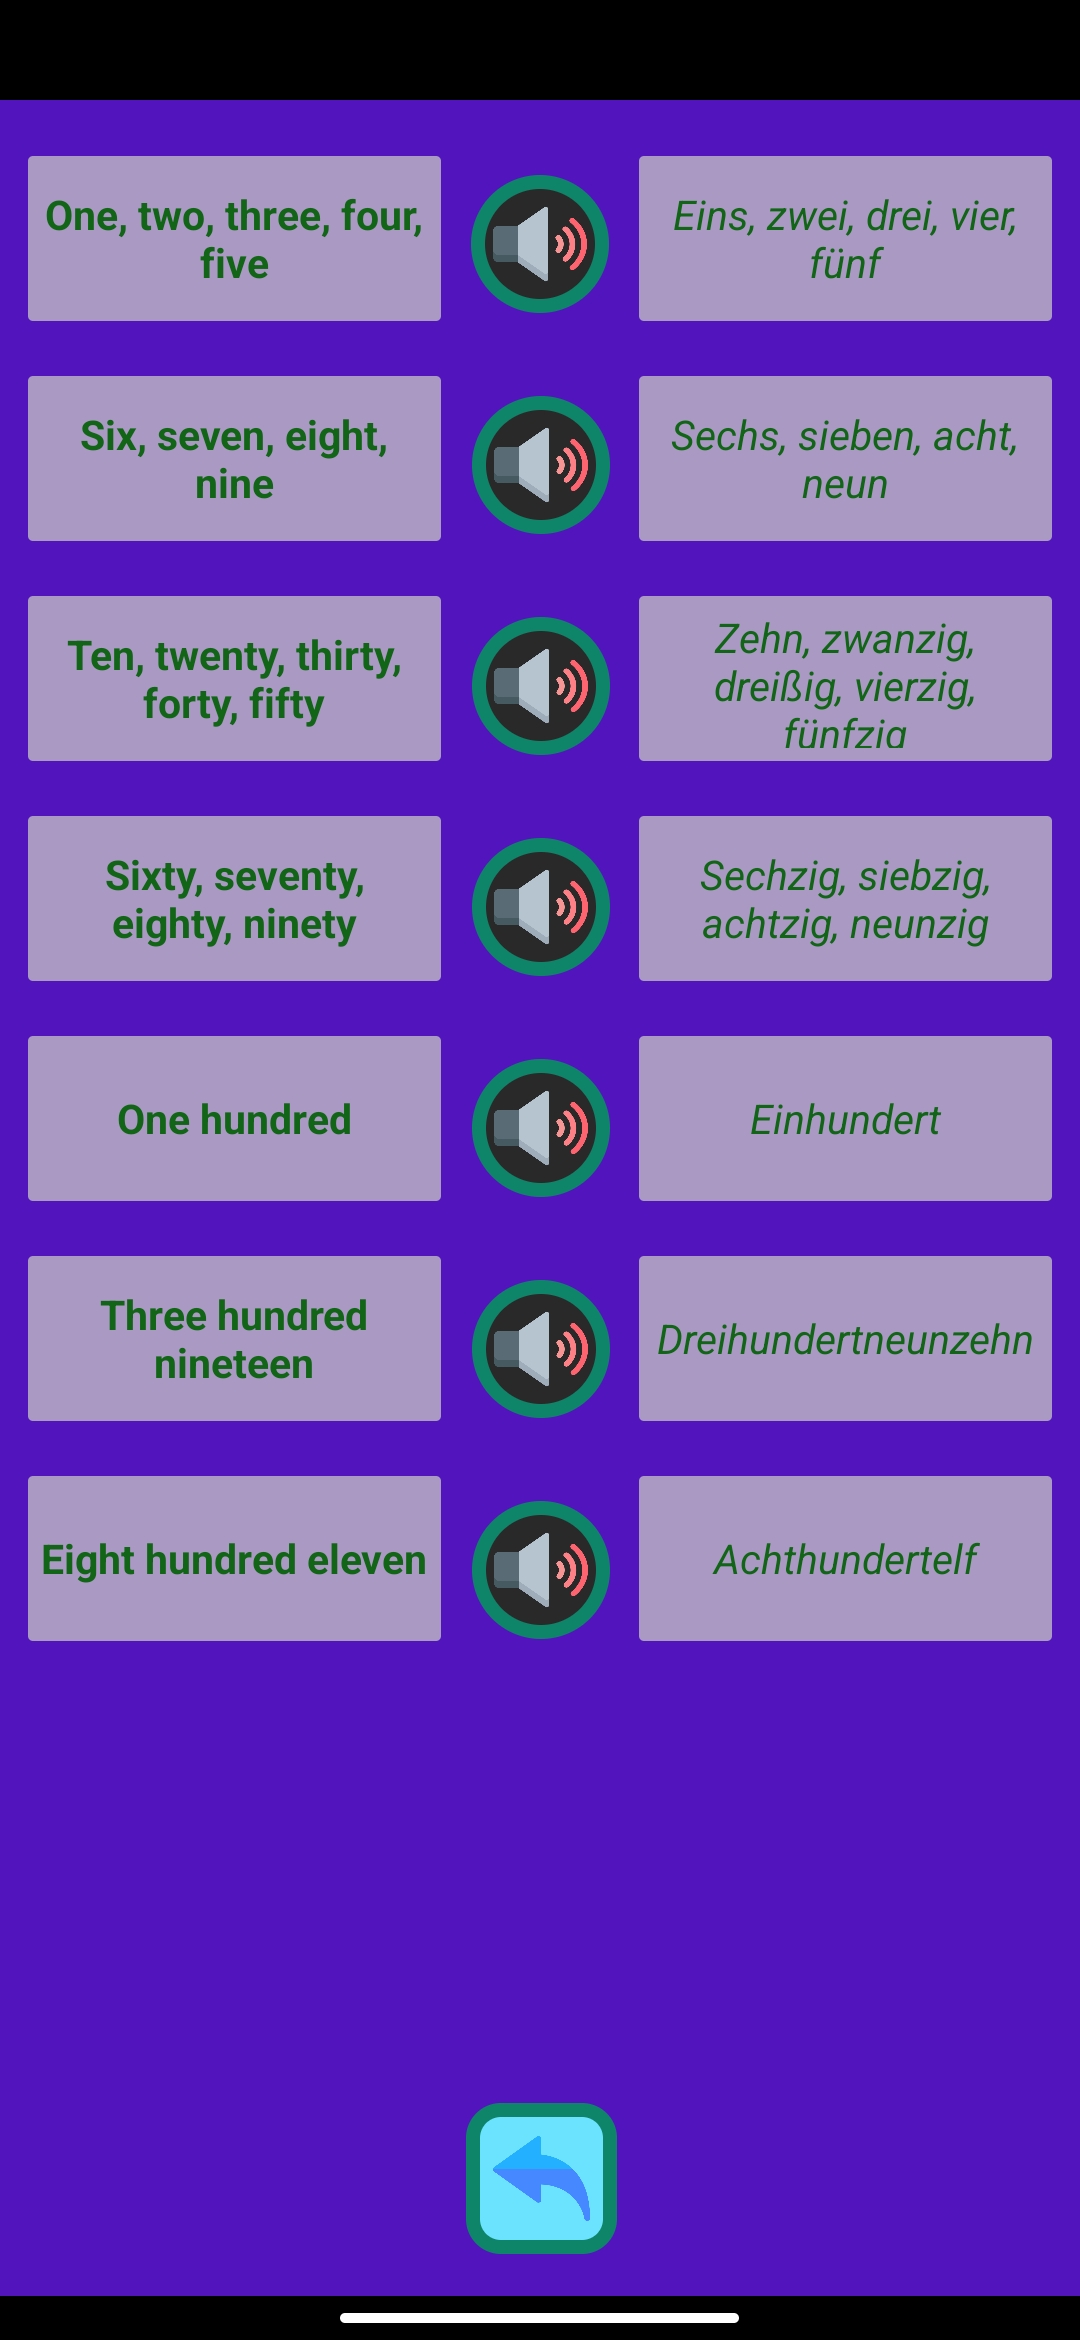 One, two, three, four,
five
Eins, zwei, drei, vier,
fünf
Six, seven, eight,
nine
Sechs, sieben, acht,
neun
Ten, twenty, thirty,
forty, fifty
Zehn, zwanzig,
dreißig, vierzig,
fünfzig
Sixty, seventy,
eighty, ninety
Sechzig, siebzig,
achtzig, neunzig
One hundred
Einhundert
Three hundred
nineteen
Dreihundertneunzehn
Eight hundred eleven
Achthundertelf